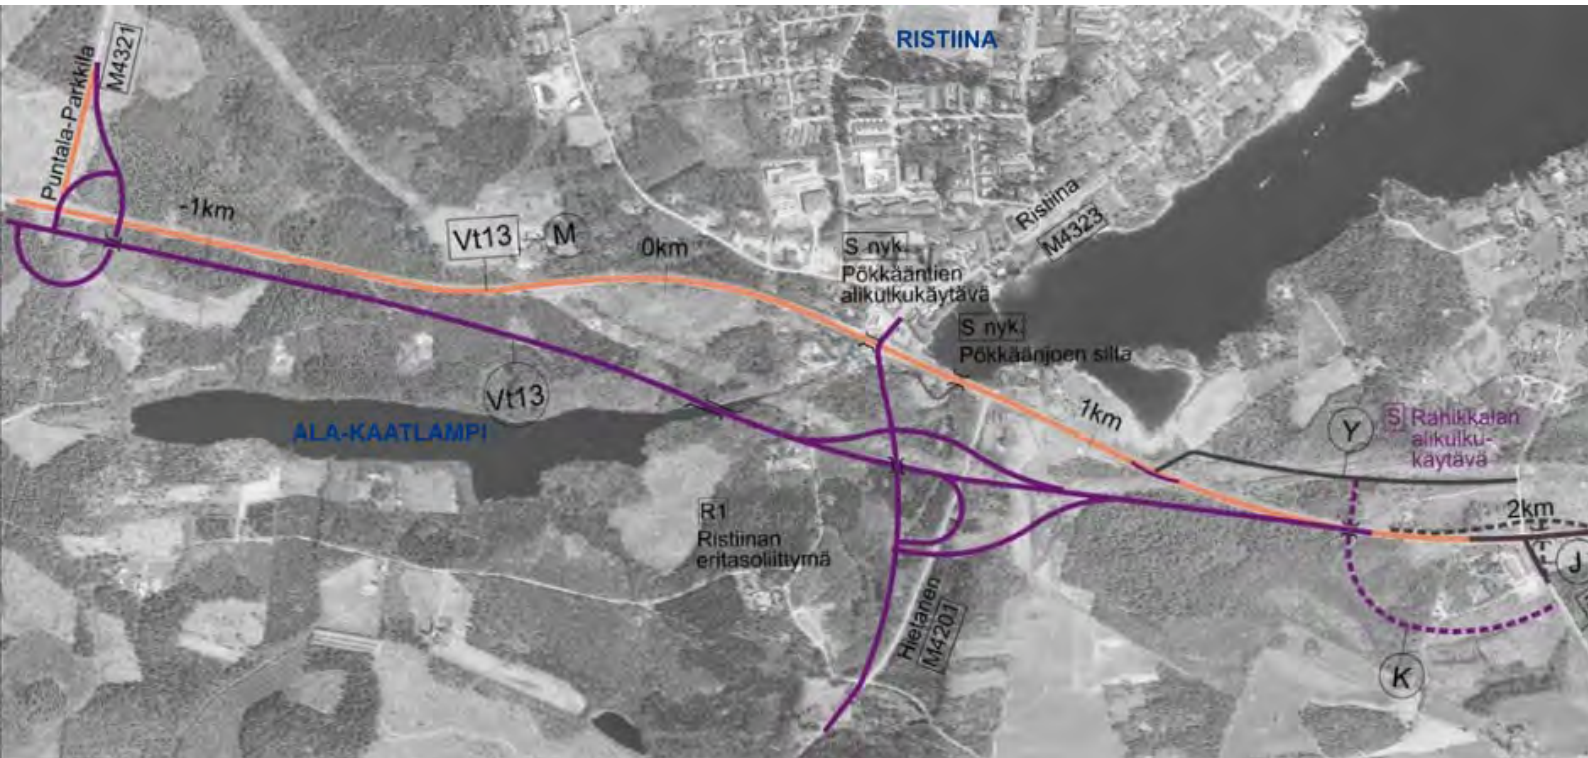 RISTIINA
M4321
Puntala-Parkkila
-1km
Vt13
M
0km
Ristiina
M4323
S nyk.
Pökkääntien
alikulkukäytävä
S nyk.
Pökkäänjoen silta
1km
Vt13
ALA-KAATLAMPI
Y
S Rahikkalan
alikulku-
käytävä
R1
Ristiinan
eritasoliittymä
2km
J
Hietanen
M4201
K